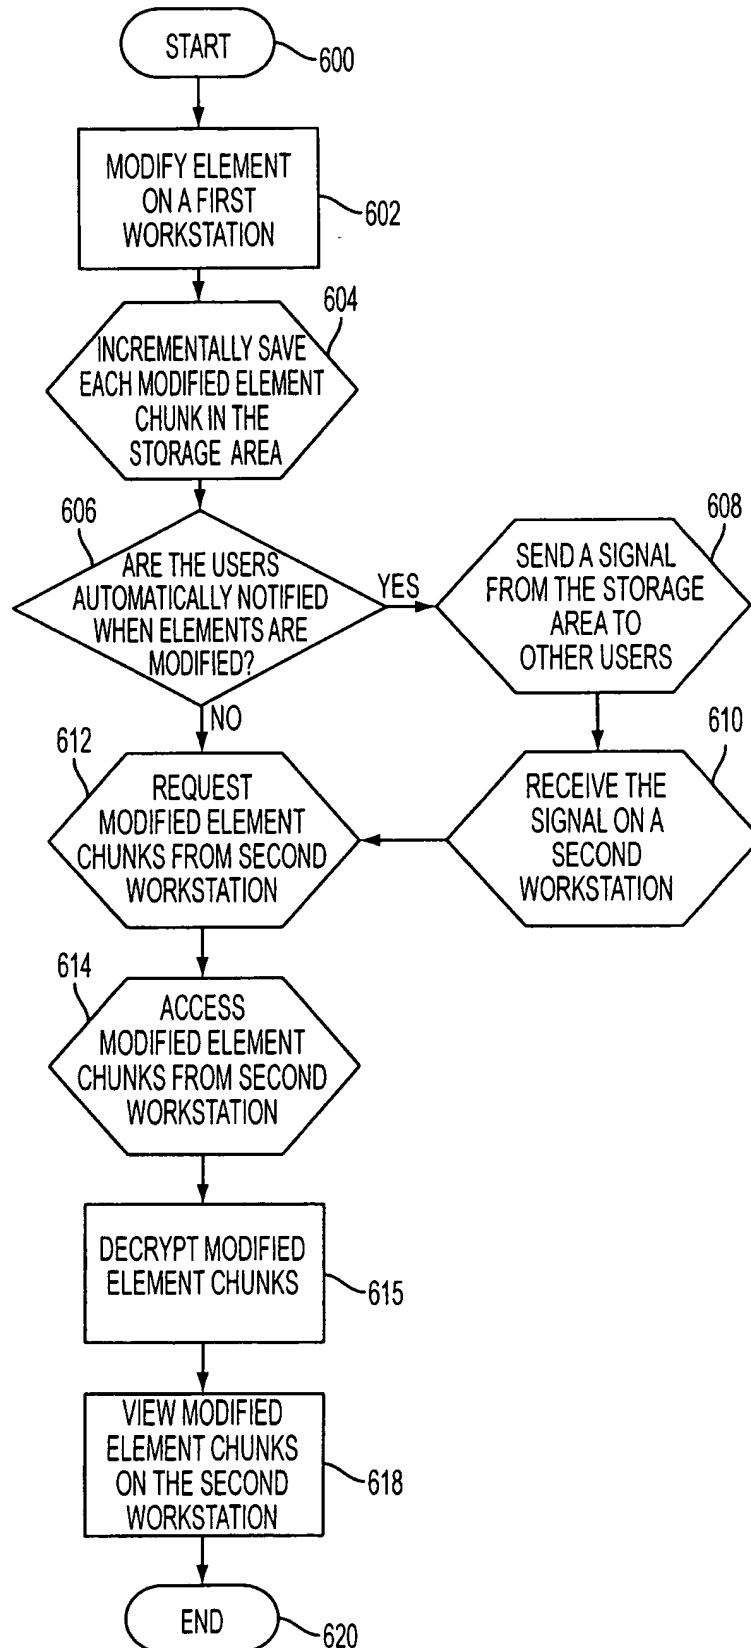 START
600
MODIFY ELEMENT
ON A FIRST
WORKSTATION
602
604
INCREMENTALLY SAVE
EACH MODIFIED ELEMENT
CHUNK IN THE
STORAGE AREA
606
ARE THE USERS
AUTOMATICALLY NOTIFIED
WHEN ELEMENTS ARE
MODIFIED?
YES
608
SEND A SIGNAL
FROM THE STORAGE
AREA TO
OTHER USERS
NO
610
RECEIVE THE
SIGNAL ON A
SECOND
WORKSTATION
612
REQUEST
MODIFIED ELEMENT
CHUNKS FROM SECOND
WORKSTATION
614
ACCESS
MODIFIED ELEMENT
CHUNKS FROM SECOND
WORKSTATION
DECRYPT MODIFIED
ELEMENT CHUNKS
615
VIEW MODIFIED
ELEMENT CHUNKS
ON THE SECOND
WORKSTATION
618
END
620